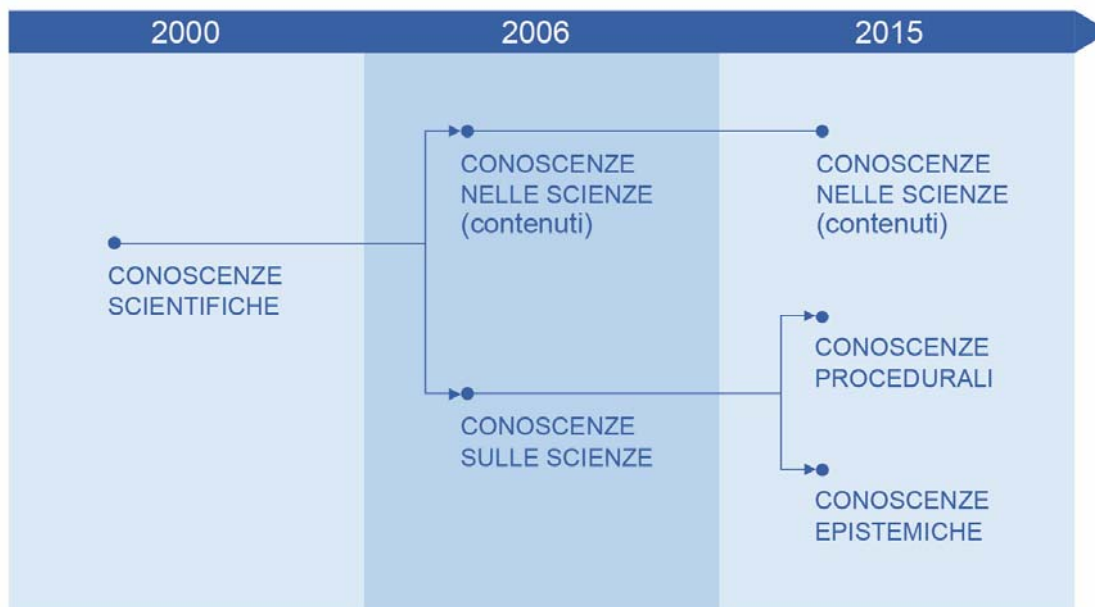 2000
2006
2015
CONOSCENZE
SCIENTIFICHE
CONOSCENZE
NELLE SCIENZE
(contenuti)
CONOSCENZE
SULLE SCIENZE
CONOSCENZE
NELLE SCIENZE
(contenuti)
CONOSCENZE
PROCEDURALI
CONOSCENZE
EPISTEMICHE